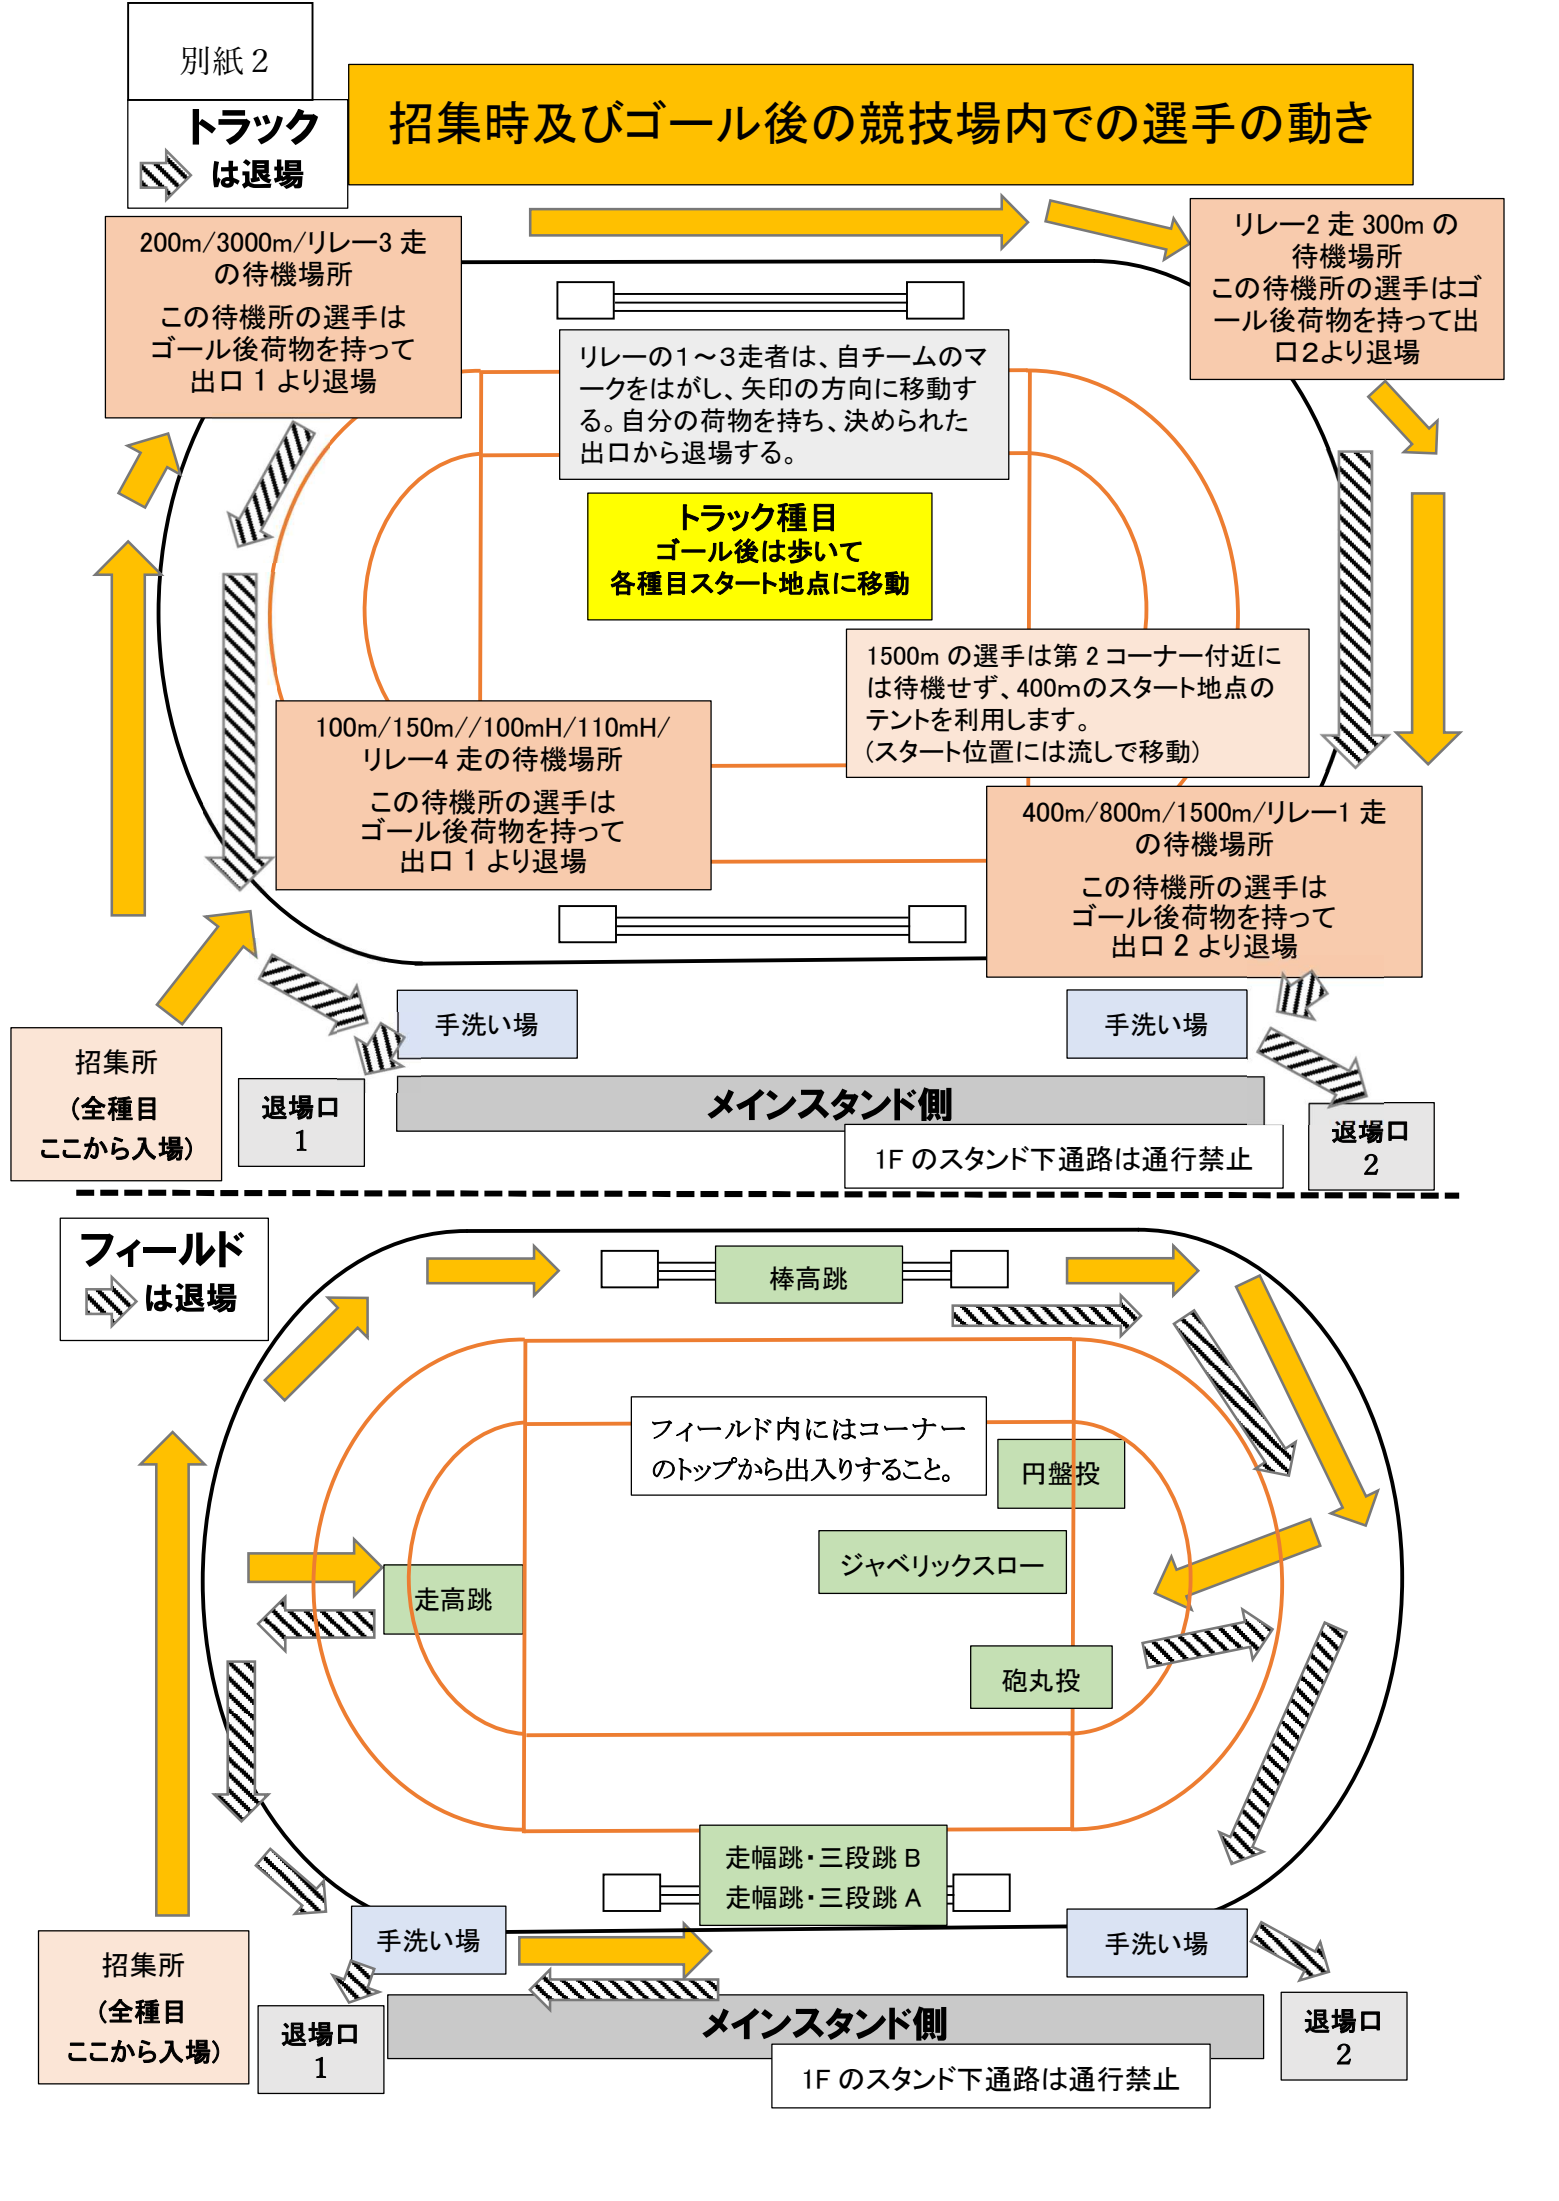 別紙２
トラック
は退場
招集時及びゴール後の競技場内での選手の動き
200m/3000m/リレー3 走
の待機場所
この待機所の選手は
ゴール後荷物を持って
出口 1 より退場
リレー2 走 300m の
待機場所
この待機所の選手はゴ
ール後荷物を持って出
口２より退場
リレーの１～３走者は、自チームのマ
ークをはがし、矢印の方向に移動す
る。自分の荷物を持ち、決められた
出口から退場する。
トラック種目
ゴール後は歩いて
各種目スタート地点に移動
1500m の選手は第 2 コーナー付近に
は待機せず、400ｍのスタート地点の
テントを利用します。
（スタート位置には流しで移動）
100m/150m//100mH/110mH/
リレー4 走の待機場所
この待機所の選手は
ゴール後荷物を持って
出口 1 より退場
400m/800m/1500m/リレー1 走
の待機場所
この待機所の選手は
ゴール後荷物を持って
出口 2 より退場
手洗い場
手洗い場
招集所
（全種目
ここから入場）
退場口
1
メインスタンド側
1F のスタンド下通路は通行禁止
退場口
2
フィールド
は退場
棒高跳
フィールド内にはコーナー
のトップから出入りすること。
円盤投
ジャベリックスロー
走高跳
砲丸投
走幅跳・三段跳 B
走幅跳・三段跳 A
手洗い場
手洗い場
招集所
（全種目
ここから入場）
退場口
1
メインスタンド側
1F のスタンド下通路は通行禁止
退場口
2